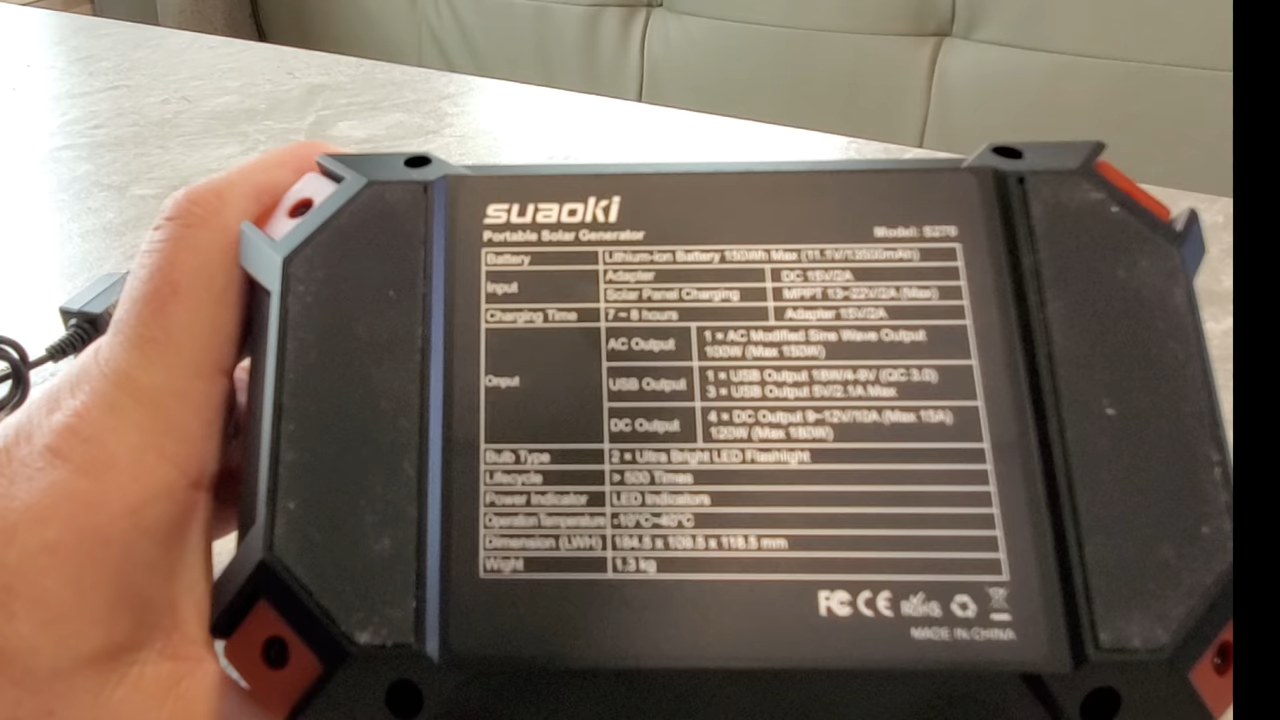 suaoki
Portable Solar Generator
Model: S270
Battery Lithium-ion Battery 150Wh Max (11.1V/13500mAh)
Input Adapter DC 15V/2A
Solar Panel Charging MPPT 13~22V/2A (Max)
Charging Time 7 ~ 8 hours Adapter 15V/2A
Onput
AC Output 1 * AC Modified Sine Wave Output
100W (Max 150W)
USB Output 1 * USB Output 18W/4-9V (QC 3.0)
3 * USB Output 5V/2.1A Max
DC Output 4 * DC Output 9~12V/10A (Max 15A)
120W (Max 180W)
Bulb Type 2 * Ultra Bright LED Flashlight
Lifecycle > 500 Times
Power Indicator LED Indicators
Operation Temperature -10°C~40°C
Dimension (LWH) 184.5 x 109.5 x 118.5 mm
Wight 1.3 kg
FC CE RoHS
MADE IN CHINA